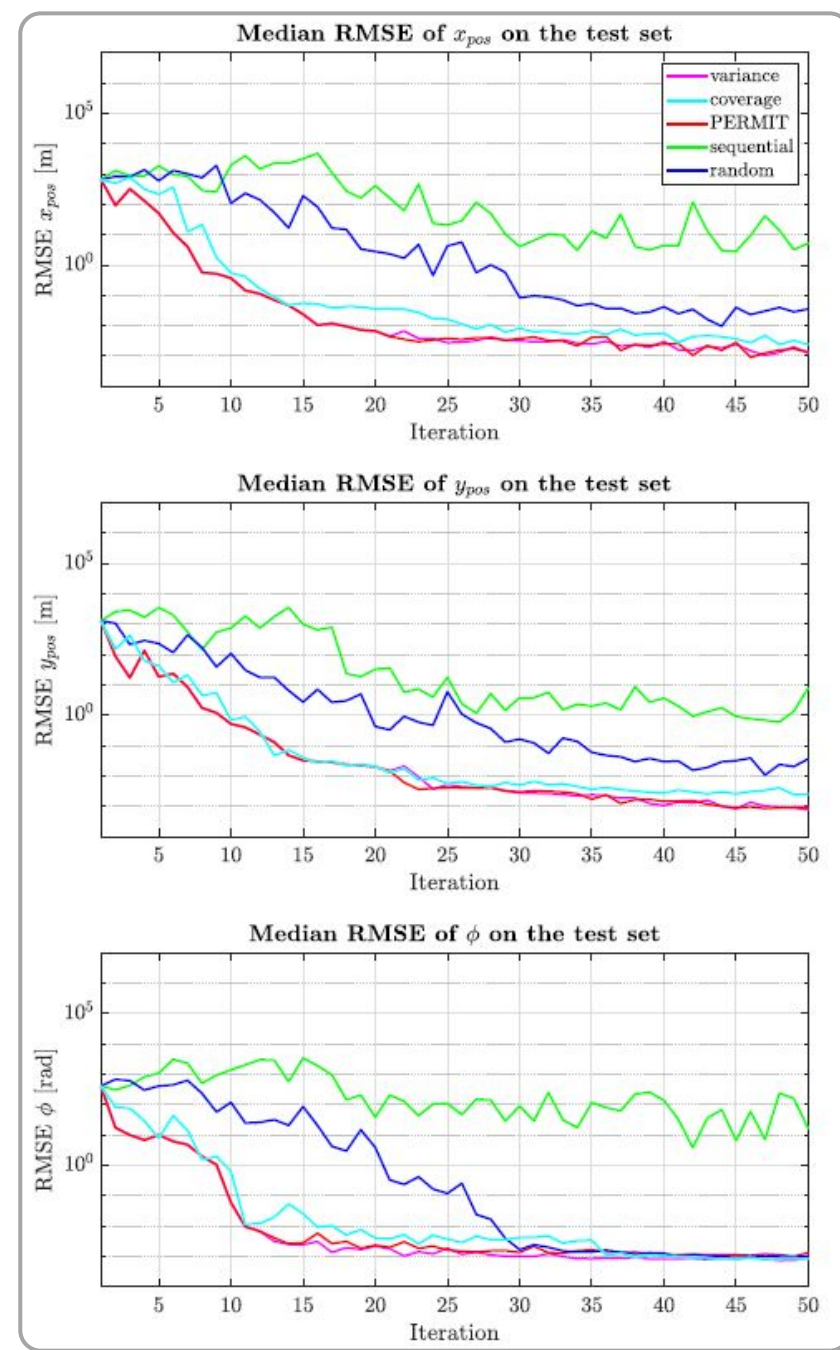 Median RMSE of x_pos on the test set
RMSE x_pos [m]
10^5
10^0
variance
coverage
PERMIT
sequential
random
5 10 15 20 25 30 35 40 45 50
Iteration
Median RMSE of y_pos on the test set
RMSE y_pos [m]
10^5
10^0
5 10 15 20 25 30 35 40 45 50
Iteration
Median RMSE of ϕ on the test set
RMSE ϕ [rad]
10^5
10^0
5 10 15 20 25 30 35 40 45 50
Iteration